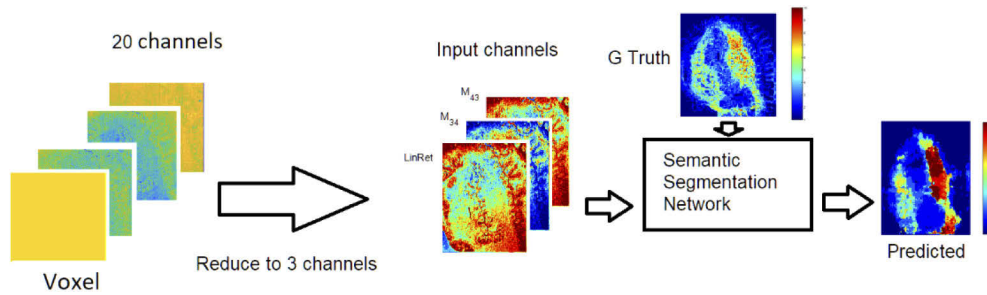 20 channels
Voxel
Reduce to 3 channels
Input channels
M43
M34
LinRet
G Truth
Semantic
Segmentation
Network
Predicted